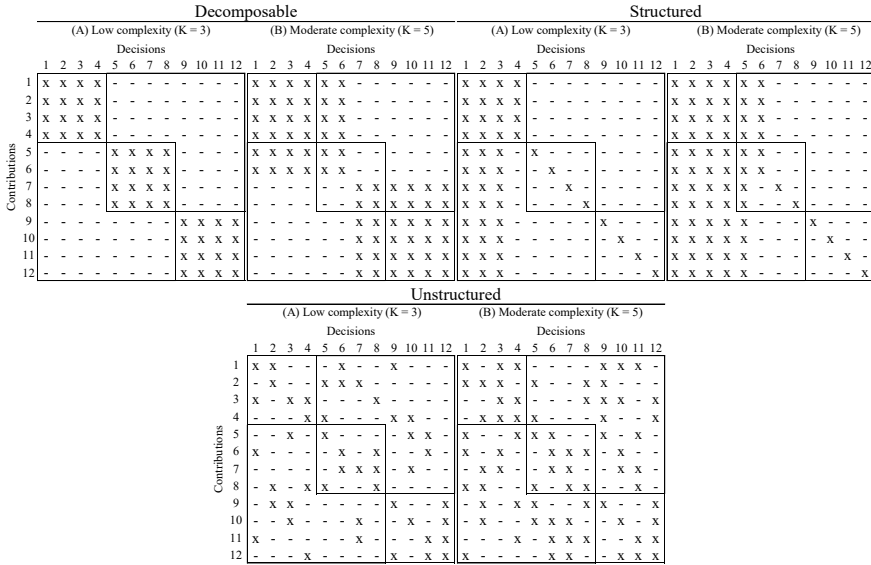 Decomposable Structured
(A) Low complexity (K = 3) (B) Moderate complexity (K = 5) (A) Low complexity (K = 3) (B) Moderate complexity (K = 5)
Decisions Decisions Decisions Decisions
1 2 3 4 5 6 7 8 9 10 11 12 1 2 3 4 5 6 7 8 9 10 11 12 1 2 3 4 5 6 7 8 9 10 11 12 1 2 3 4 5 6 7 8 9 10 11 12
Contributions
1 x x x x - - - - - - - - x x x x x x - - - - - - x x x x - - - - - - - - x x x x x x - - - - - -
2 x x x x - - - - - - - - x x x x x x - - - - - - x x x x - - - - - - - - x x x x x x - - - - - -
3 x x x x - - - - - - - - x x x x x x - - - - - - x x x x - - - - - - - - x x x x x x - - - - - -
4 x x x x - - - - - - - - x x x x x x - - - - - - x x x x - - - - - - - - x x x x x x - - - - - -
5 - - - - x x x x - - - - x x x x x x - - - - - - x x x - x - - - - - - - x x x x x x - - - - - -
6 - - - - x x x x - - - - x x x x x x - - - - - - x x x - - x - - - - - - x x x x x x - - - - - -
7 - - - - x x x x - - - - - - - - - - x x x x x x x x x - - - x - - - - - x x x x x - x - - - - -
8 - - - - x x x x - - - - - - - - - - x x x x x x x x x - - - - x - - - - x x x x x - - x - - - -
9 - - - - - - - - x x x x - - - - - - x x x x x x x x x - - - - - x - - - x x x x x - - - x - - -
10 - - - - - - - - x x x x - - - - - - x x x x x x x x x - - - - - - x - - x x x x x - - - - x - -
11 - - - - - - - - x x x x - - - - - - x x x x x x x x x - - - - - - - x - x x x x x - - - - - x -
12 - - - - - - - - x x x x - - - - - - x x x x x x x x x - - - - - - - - x x x x x x - - - - - - x
Unstructured
(A) Low complexity (K = 3) (B) Moderate complexity (K = 5)
Decisions Decisions
1 2 3 4 5 6 7 8 9 10 11 12 1 2 3 4 5 6 7 8 9 10 11 12
Contributions
1 x x - - - x - - x - - - x - x x - - - - x x x -
2 - x - - x x x - - - - - x x x - x - - x x - - -
3 x - x x - - - x - - - - - - x x - - - x x x - x
4 - - - x x - - - x x - - - x x x x - - - x - - x
5 - - x - x - - - - x x - x - - x x x - - x - x -
6 x - - - - x - x - - x - x - x - - x x x - x - -
7 - - - - - x x x - x - - - x x - - x x x - x - -
8 - x - x x - - x - - - - x x - - x - x x - - x -
9 - x x - - - - - x - - x - x - x x - - x x - - x
10 - - x - - - x - - x - x - x - - x x x - - x - x
11 x - - - - - x - - - x x - - - x - x x x - - x x
12 - - - x - - - - x - x x x - - - - x x - - x x x